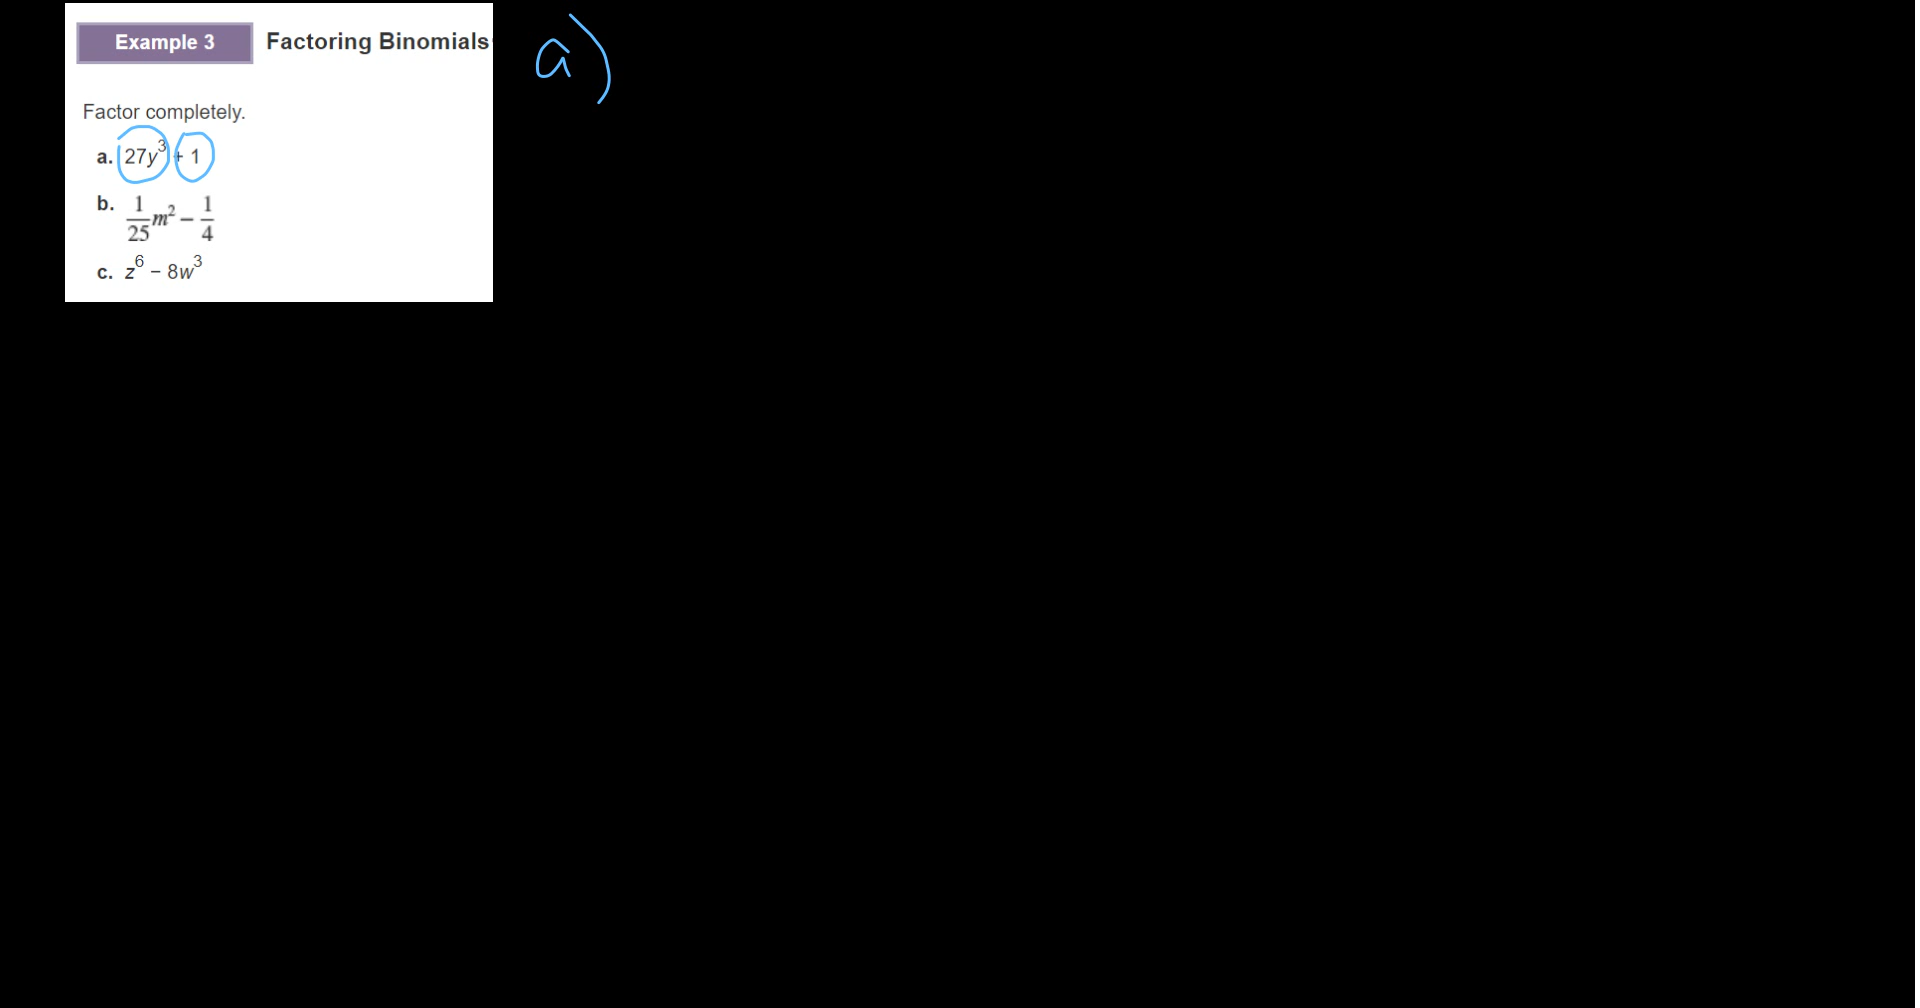 Example 3 Factoring Binomials
a)
Factor completely.
a. 27y³ + 1
b. 1/25 m² − 1/4
c. z⁶ − 8w³